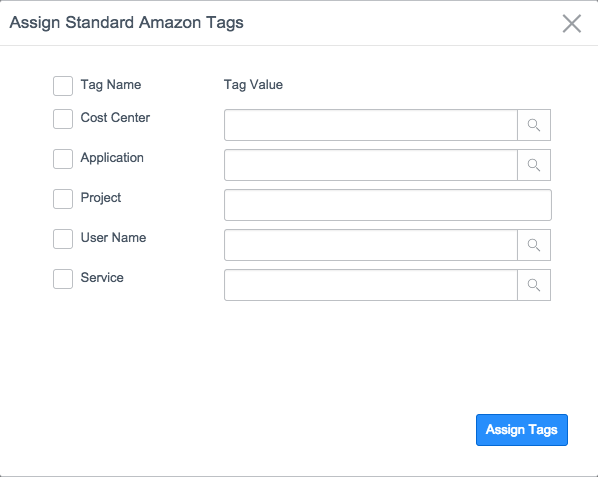 Assign Standard Amazon Tags
Tag Name Tag Value
Cost Center
Application
Project
User Name
Service
Assign Tags